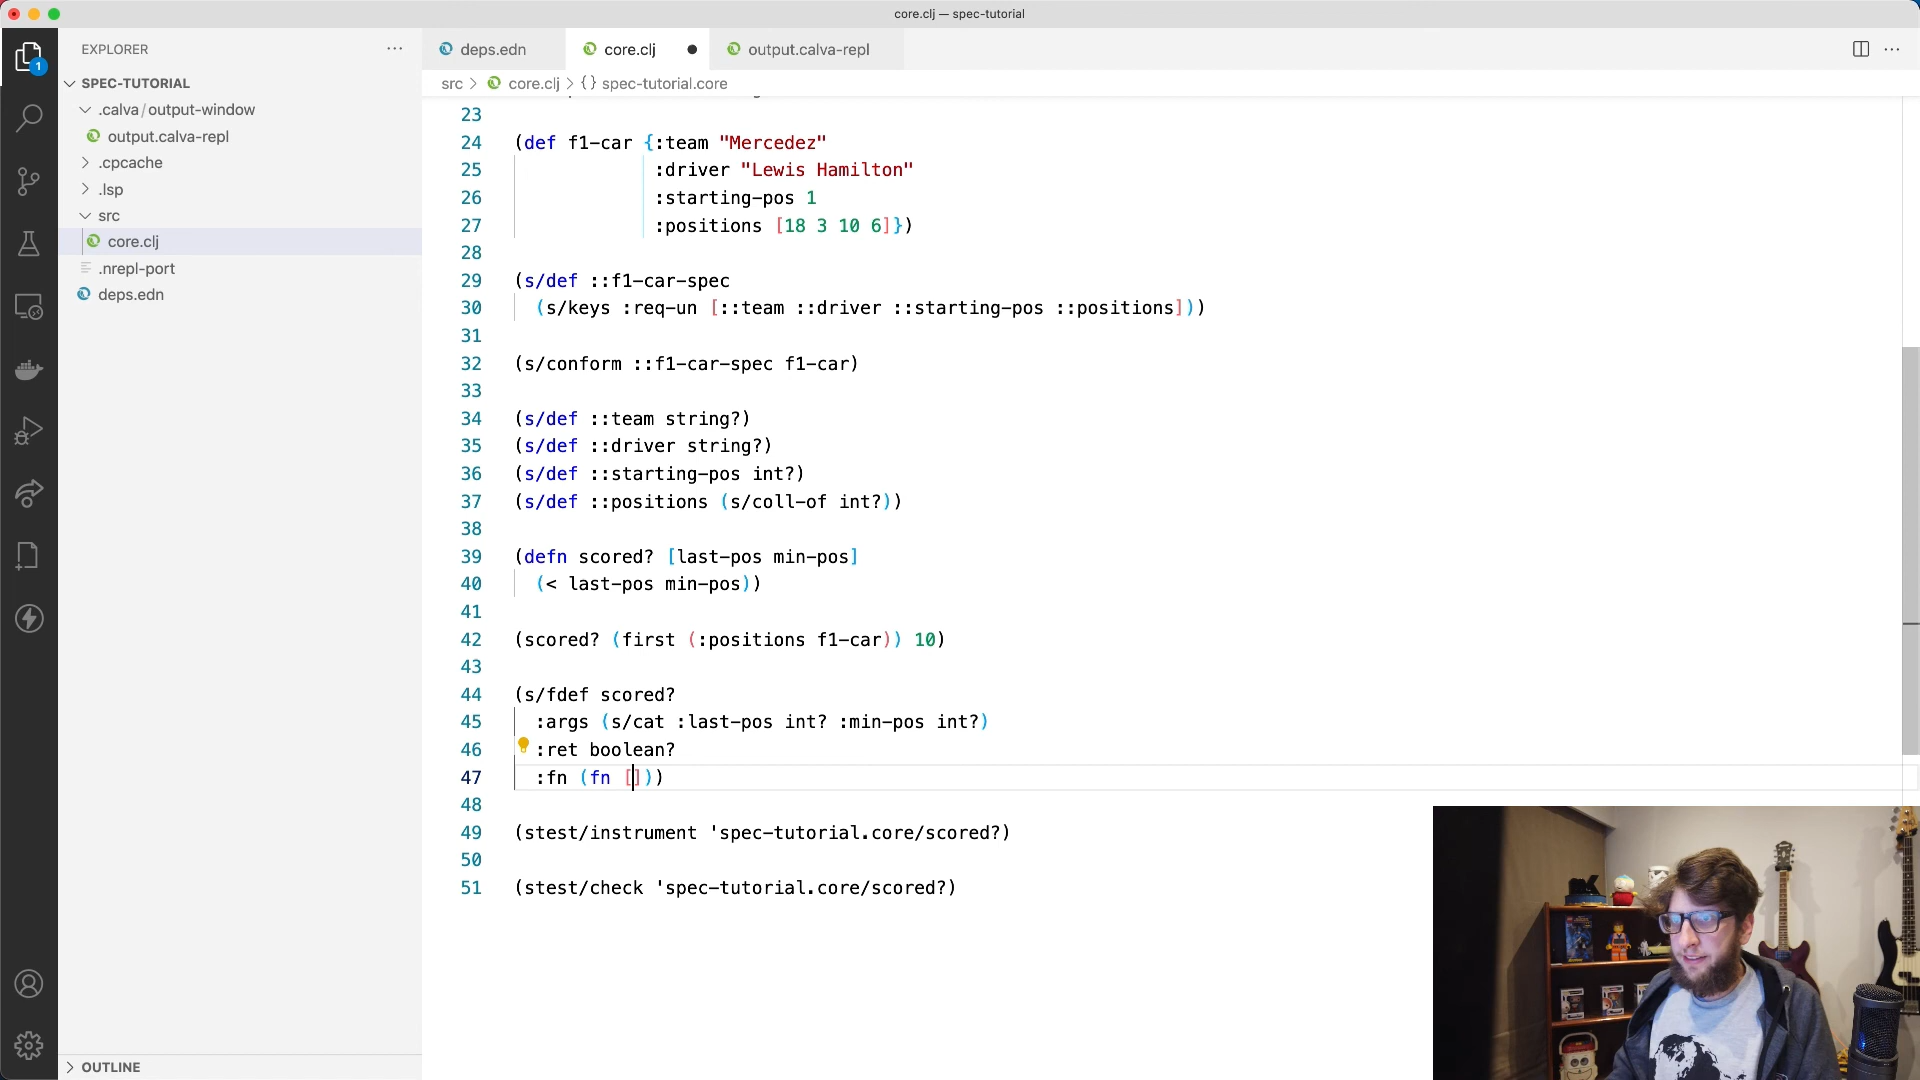 core.clj — spec-tutorial
EXPLORER
deps.edn
core.clj
output.calva-repl
1
SPEC-TUTORIAL
src > core.clj > {} spec-tutorial.core
.calva/output-window
output.calva-repl
.cpcache
.lsp
src
core.clj
.nrepl-port
deps.edn
OUTLINE
23
24 (def f1-car {:team "Mercedez"
25 :driver "Lewis Hamilton"
26 :starting-pos 1
27 :positions [18 3 10 6]})
28
29 (s/def ::f1-car-spec
30 (s/keys :req-un [::team ::driver ::starting-pos ::positions]))
31
32 (s/conform ::f1-car-spec f1-car)
33
34 (s/def ::team string?)
35 (s/def ::driver string?)
36 (s/def ::starting-pos int?)
37 (s/def ::positions (s/coll-of int?))
38
39 (defn scored? [last-pos min-pos]
40 (< last-pos min-pos))
41
42 (scored? (first (:positions f1-car)) 10)
43
44 (s/fdef scored?
45 :args (s/cat :last-pos int? :min-pos int?)
46 :ret boolean?
47 :fn (fn []))
48
49 (stest/instrument 'spec-tutorial.core/scored?)
50
51 (stest/check 'spec-tutorial.core/scored?)